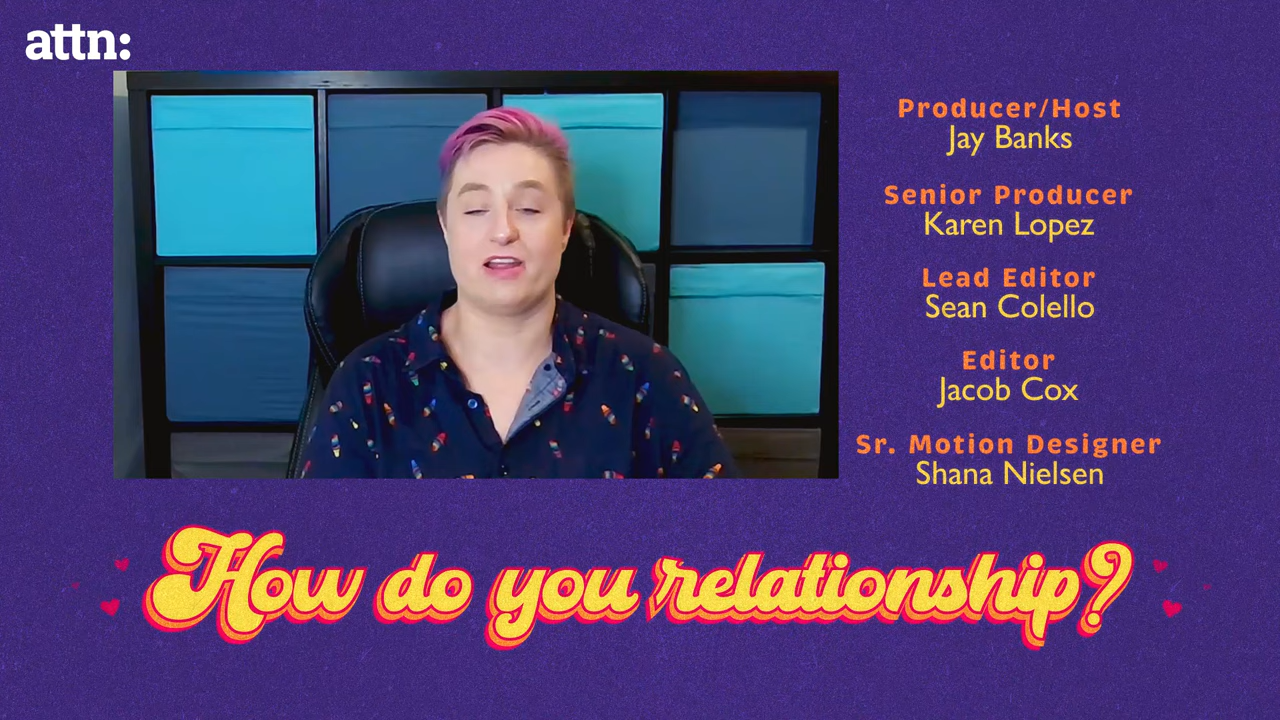 attn:
Producer/Host
Jay Banks
Senior Producer
Karen Lopez
Lead Editor
Sean Colello
Editor
Jacob Cox
Sr. Motion Designer
Shana Nielsen
How do you relationship?